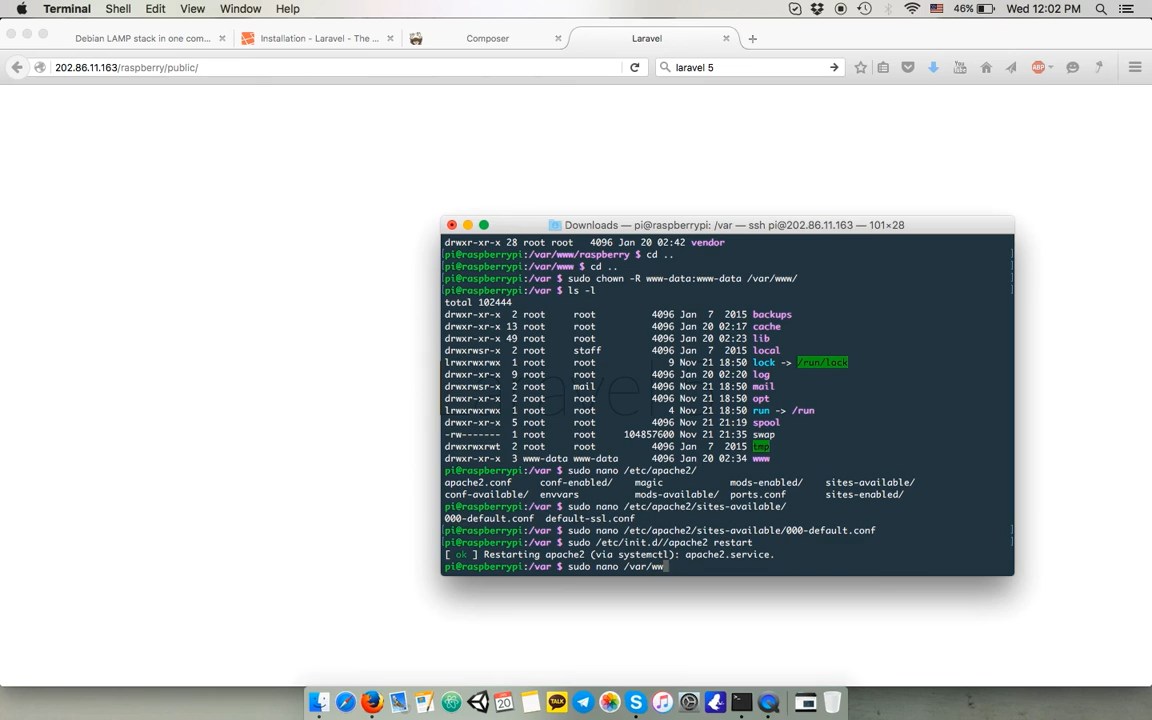 Terminal Shell Edit View Window Help 46% Wed 12:02 PM
Debian LAMP stack in one com... Installation - Laravel - The ... Composer Laravel
202.86.11.163/raspberry/public/ laravel 5 You Tube ABP
Downloads — pi@raspberrypi: /var — ssh pi@202.86.11.163 — 101×28
drwxr-xr-x 28 root root 4096 Jan 20 02:42 vendor
pi@raspberrypi:/var/www/raspberry $ cd ..
pi@raspberrypi:/var/www $ cd ..
pi@raspberrypi:/var $ sudo chown -R www-data:www-data /var/www/
pi@raspberrypi:/var $ ls -l
total 102444
drwxr-xr-x 2 root root 4096 Jan 7 2015 backups
drwxr-xr-x 13 root root 4096 Jan 20 02:17 cache
drwxr-xr-x 49 root root 4096 Jan 20 02:23 lib
drwxrwsr-x 2 root staff 4096 Jan 7 2015 local
lrwxrwxrwx 1 root root 9 Nov 21 18:50 lock -> /run/lock
drwxr-xr-x 9 root root 4096 Jan 20 02:20 log
drwxrwsr-x 2 root mail 4096 Nov 21 18:50 mail
drwxr-xr-x 2 root root 4096 Nov 21 18:50 opt
lrwxrwxrwx 1 root root 4 Nov 21 18:50 run -> /run
drwxr-xr-x 5 root root 4096 Nov 21 21:19 spool
-rw------- 1 root root 104857600 Nov 21 21:35 swap
drwxrwxrwt 2 root root 4096 Jan 7 2015 tmp
drwxr-xr-x 3 www-data www-data 4096 Jan 20 02:34 www
pi@raspberrypi:/var $ sudo nano /etc/apache2/
apache2.conf conf-enabled/ magic mods-enabled/ sites-available/
conf-available/ envvars mods-available/ ports.conf sites-enabled/
pi@raspberrypi:/var $ sudo nano /etc/apache2/sites-available/
000-default.conf default-ssl.conf
pi@raspberrypi:/var $ sudo nano /etc/apache2/sites-available/000-default.conf
pi@raspberrypi:/var $ sudo /etc/init.d//apache2 restart
[ ok ] Restarting apache2 (via systemctl): apache2.service.
pi@raspberrypi:/var $ sudo nano /var/ww
20 TALK